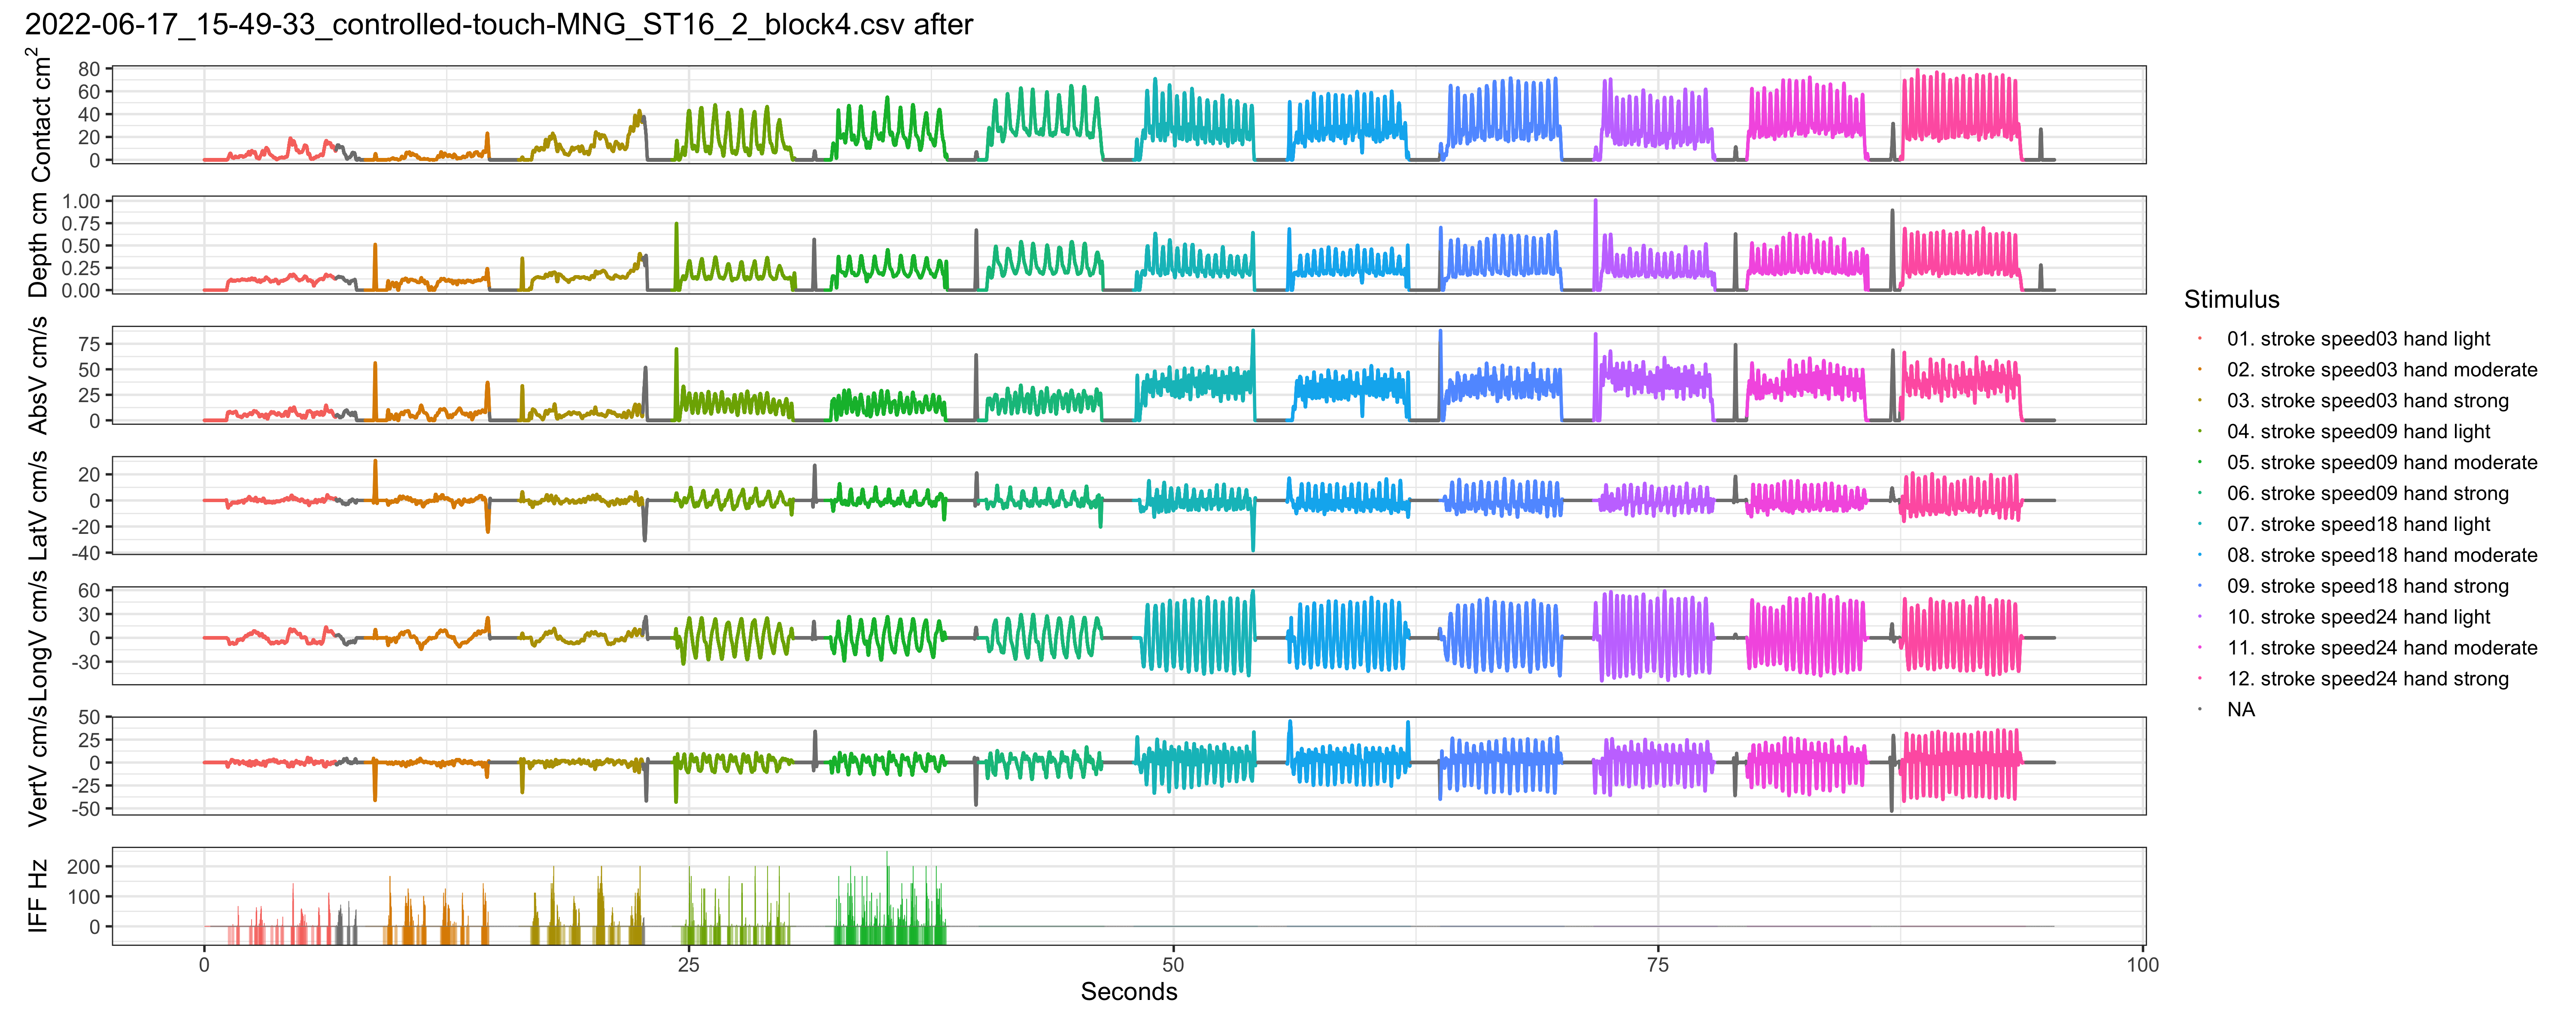 2022-06-17_15-49-33_controlled-touch-MNG_ST16_2_block4.csv after
Contact cm²
80
60
40
20
0
Depth cm
1.00
0.75
0.50
0.25
0.00
AbsV cm/s
75
50
25
0
LatV cm/s
20
0
-20
-40
LongV cm/s
60
30
0
-30
VertV cm/s
50
25
0
-25
-50
IFF Hz
200
100
0
0 25 50 75 100
Seconds
Stimulus
01. stroke speed03 hand light
02. stroke speed03 hand moderate
03. stroke speed03 hand strong
04. stroke speed09 hand light
05. stroke speed09 hand moderate
06. stroke speed09 hand strong
07. stroke speed18 hand light
08. stroke speed18 hand moderate
09. stroke speed18 hand strong
10. stroke speed24 hand light
11. stroke speed24 hand moderate
12. stroke speed24 hand strong
NA